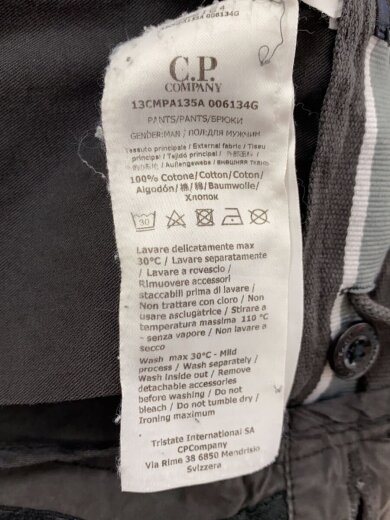 4
C.P.
COMPANY
13CMPA135A 006134G
PANTS/PANTS/БРЮКИ
GENDER:MAN / ПОЛ:ДЛЯ МУЖЧИН
Tessuto principale / External fabric / Tissu
principal / Tejido principal /
/ Außengewebe / внешняя ткань
100% Cotone/Cotton/Coton/
Algodón/棉/棉/Baumwolle/
Хлопок
30
Lavare delicatamente max
30°C / Lavare separatamente
/ Lavare a rovescio /
Rimuovere accessori
staccabili prima di lavare /
Non trattare con cloro / Non
usare asciugatrice / Stirare a
temperatura massima 110 °C
- senza vapore / Non lavare a
secco
Wash max 30°C - Mild
process / Wash separately /
Wash inside out / Remove
detachable accessories
before washing / Do not
bleach / Do not tumble dry /
Ironing maximum
Tristate International SA
CPCompany
Via Rime 38 6850 Mendrisio
Svizzera